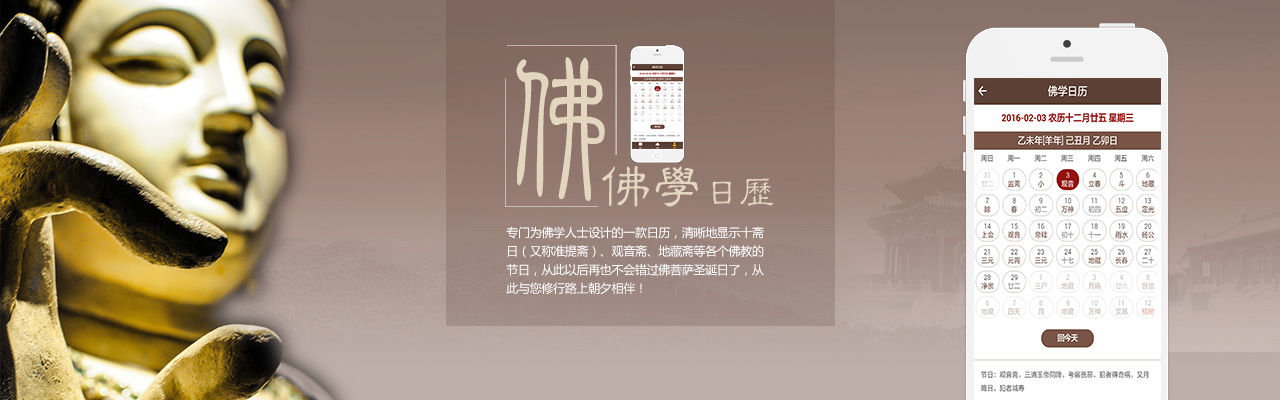 佛
佛學日歷
专门为佛学人士设计的一款日历，清晰地显示十斋
日（又称准提斋）、观音斋、地藏斋等各个佛教的
节日，从此以后再也不会错过佛菩萨圣诞日了，从
此与您修行路上朝夕相伴！
佛学日历
2016-02-03 农历十二月廿五 星期三
乙未年[羊年] 己丑月 乙卯日
周日 周一 周二 周三 周四 周五 周六
31 1 2 3 4 5 6
廿二 监斋 小 观音 立春 斗 地藏
7 8 9 10 11 12 13
除 春 初二 万神 初四 五虚 定光
14 15 16 17 18 19 20
上会 观音 帝释 初十 十一 雨水 杨公
21 22 23 24 25 26 27
三元 元宵 三元 十七 地藏 长春 二十
28 29 1 2 3 4 5
净宗 廿二 三尸 地藏 月晦 廿六
6 7 8 9 10 11 12
地藏 四天 月 地藏 万神 文昌
回今天
节日：观音斋，三清玉帝同降，考察善恶，犯者得奇祸，又月
晦日，犯者减寿